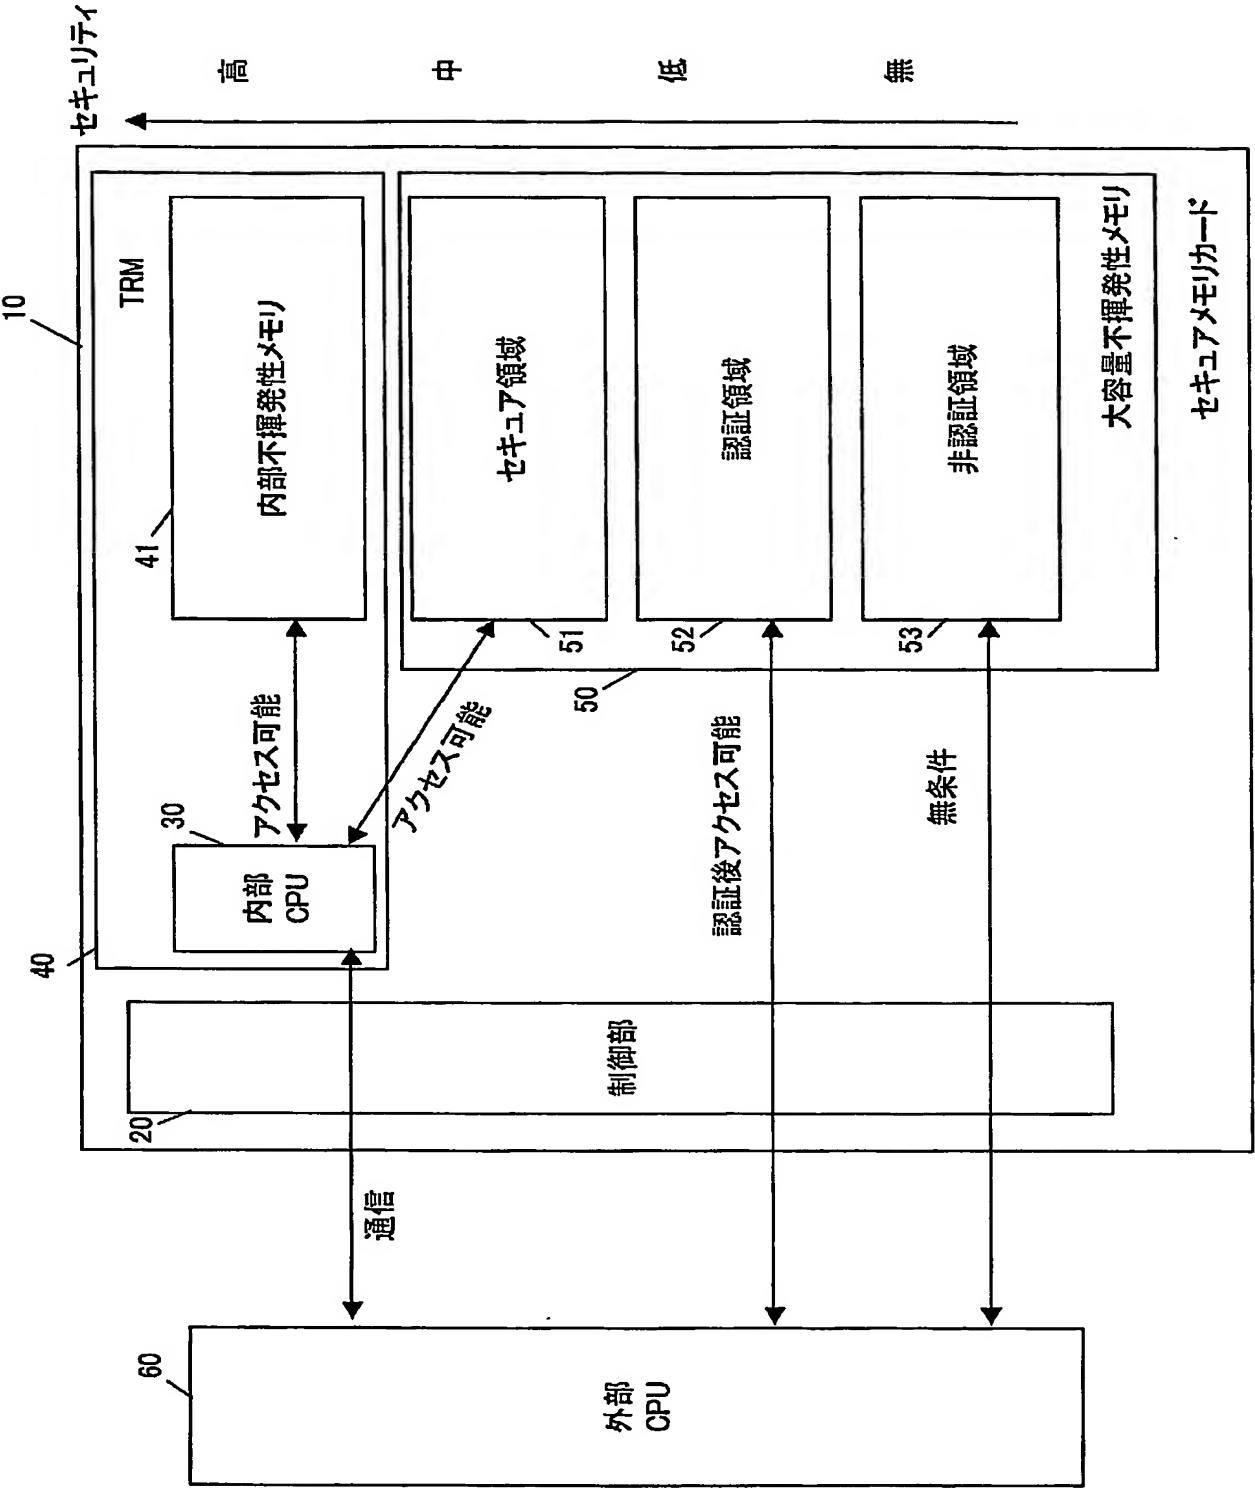 セキュリティ
高
中
低
無
10
TRM
41
内部不揮発性メモリ
セキュア領域
51
認証領域
52
非認証領域
53
大容量不揮発性メモリ
50
セキュアメモリカード
アクセス可能
アクセス可能
認証後アクセス可能
無条件
30
内部
CPU
40
制御部
20
通信
60
外部
CPU